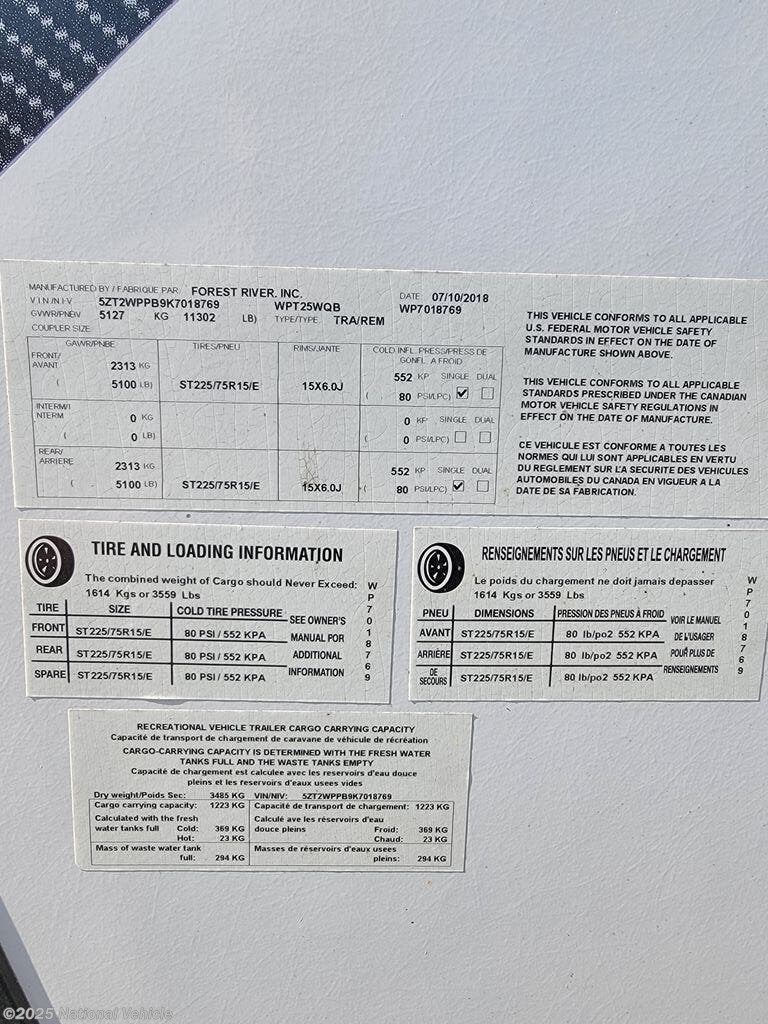 MANUFACTURED BY / FABRIQUE PAR: FOREST RIVER, INC.
DATE: 07/10/2018
V I N /N-I-V 5ZT2WPPB9K7018769 WPT25WQB WP7018769
GVWR/PNBV 5127 KG 11302 LB) TYPE/TYPE. TRA/REM
COUPLER SIZE
GAWR/PNBE TIRES/PNEU RIMS/JANTE COLD INFL. PRESS/PRESS DE GONFL A FROID
FRONT/ AVANT 2313 KG 552 KP SINGLE DUAL
( 5100 LB) ST225/75R15/E 15X6.0J ( 80 PSI/LPC)
INTERM/I NTERM 0 KG 0 KP SINGLE DUAL
( 0 LB) ( 0 PSI/LPC)
REAR/ ARRIERE 2313 KG 552 KP SINGLE DUAL
5100 LB) ST225/75R15/E 15X6.0J ( 80 PSI/LPC)
THIS VEHICLE CONFORMS TO ALL APPLICABLE
U.S. FEDERAL MOTOR VEHICLE SAFETY
STANDARDS IN EFFECT ON THE DATE OF
MANUFACTURE SHOWN ABOVE.
THIS VEHICLE CONFORMS TO ALL APPLICABLE
STANDARDS PRESCRIBED UNDER THE CANADIAN
MOTOR VEHICLE SAFETY REGULATIONS IN
EFFECT ON THE DATE OF MANUFACTURE.
CE VEHICULE EST CONFORME A TOUTES LES
NORMES QUI LUI SONT APPLICABLES EN VERTU
DU REGLEMENT SUR LA SECURITE DES VEHICULES
AUTOMOBILES DU CANADA EN VIGUEUR A LA
DATE DE SA FABRICATION.
TIRE AND LOADING INFORMATION
The combined weight of Cargo should Never Exceed:
1614 Kgs or 3559 Lbs
TIRE SIZE COLD TIRE PRESSURE SEE OWNER'S MANUAL FOR ADDITIONAL INFORMATION
FRONT ST225/75R15/E 80 PSI / 552 KPA
REAR ST225/75R15/E 80 PSI / 552 KPA
SPARE ST225/75R15/E 80 PSI / 552 KPA
WP7018769
RENSEIGNEMENTS SUR LES PNEUS ET LE CHARGEMENT
Le poids du chargement ne doit jamais depasser
1614 Kgs or 3559 Lbs
PNEU DIMENSIONS PRESSION DES PNEUS À FROID VOIR LE MANUEL DE L'USAGER POUR PLUS DE RENSEIGNEMENTS
AVANT ST225/75R15/E 80 lb/po2 552 KPA
ARRIÈRE ST225/75R15/E 80 lb/po2 552 KPA
DE SECOURS ST225/75R15/E 80 lb/po2 552 KPA
WP7018769
RECREATIONAL VEHICLE TRAILER CARGO CARRYING CAPACITY
Capacité de transport de chargement de caravane de véhicule de récréation
CARGO-CARRYING CAPACITY IS DETERMINED WITH THE FRESH WATER
TANKS FULL AND THE WASTE TANKS EMPTY
Capacité de chargement est calculee avec les reservoirs d'eau douce
pleins et les reservoirs d'eaux usees vides
Dry weight/Poids Sec: 3485 KG VIN/NIV: 5ZT2WPPB9K7018769
Cargo carrying capacity: 1223 KG Capacité de transport de chargement: 1223 KG
Calculated with the fresh Calculé ave les réservoirs d'eau
water tanks full Cold: 369 KG douce pleins Froid: 369 KG
Hot: 23 KG Chaud: 23 KG
Mass of waste water tank Masses de réservoirs d'eaux usees
full: 294 KG pleins: 294 KG
©2025 National Vehicle